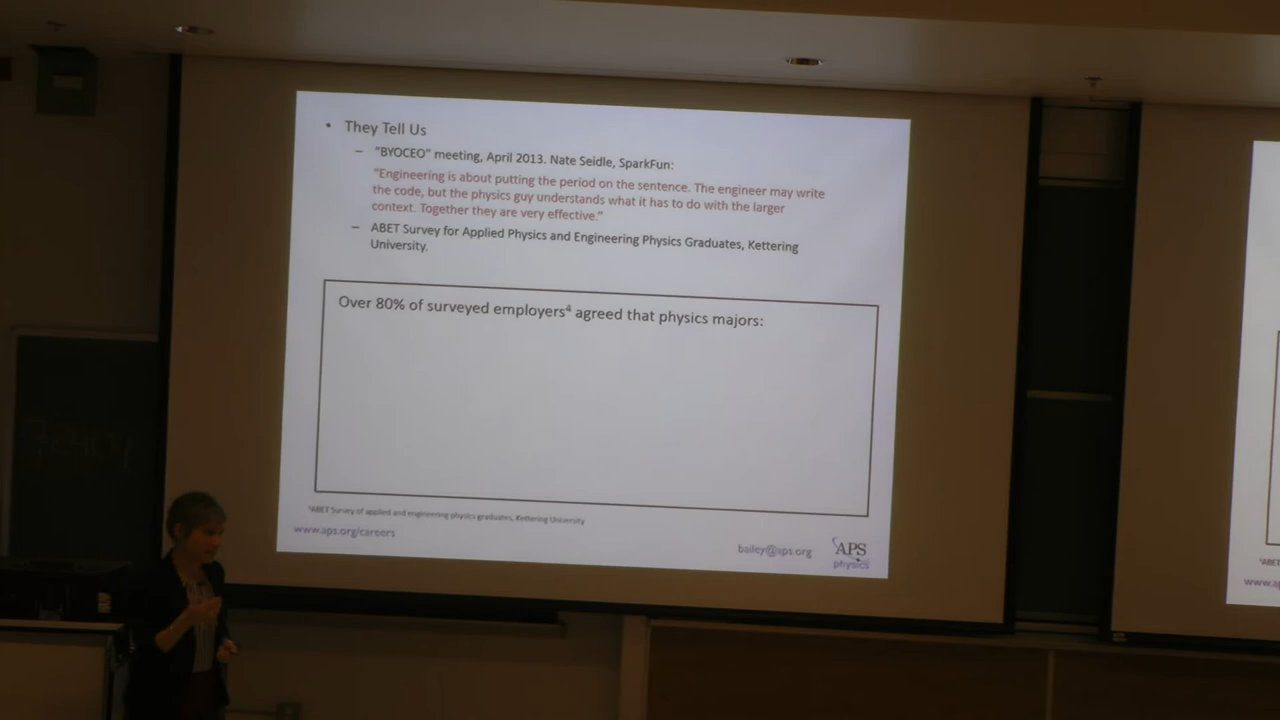 • They Tell Us
– "BYOCEO" meeting, April 2013. Nate Seidle, SparkFun:
"Engineering is about putting the period on the sentence. The engineer may write
the code, but the physics guy understands what it has to do with the larger
context. Together they are very effective."
– ABET Survey for Applied Physics and Engineering Physics Graduates, Kettering
University.
Over 80% of surveyed employers⁴ agreed that physics majors:
⁴ABET Survey of applied and engineering physics graduates, Kettering University
www.aps.org/careers
bailey@aps.org
APS
physics